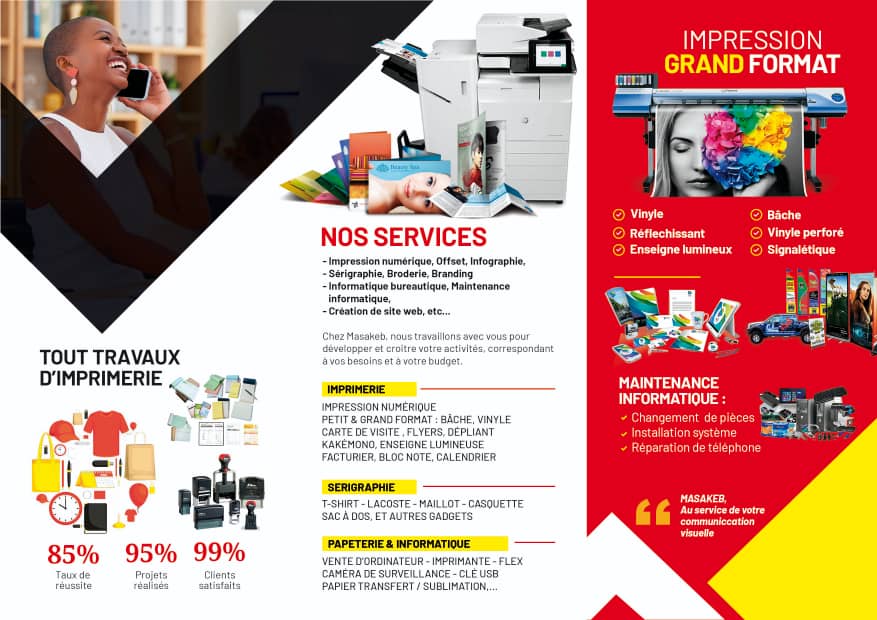 TOUT TRAVAUX
D'IMPRIMERIE
85%
Taux de
réussite
95%
Projets
réalisés
99%
Clients
satisfaits
NOS SERVICES
- Impression numérique, Offset, Infographie,
- Sérigraphie, Broderie, Branding
- Informatique bureautique, Maintenance
informatique,
- Création de site web, etc...
Chez Masakeb, nous travaillons avec vous pour
développer et croitre votre activités, correspondant
à vos besoins et à votre budget.
IMPRIMERIE
IMPRESSION NUMÉRIQUE
PETIT & GRAND FORMAT : BÂCHE, VINYLE
CARTE DE VISITE , FLYERS, DÉPLIANT
KAKÉMONO, ENSEIGNE LUMINEUSE
FACTURIER, BLOC NOTE, CALENDRIER
SERIGRAPHIE
T-SHIRT - LACOSTE - MAILLOT - CASQUETTE
SAC À DOS, ET AUTRES GADGETS
PAPETERIE & INFORMATIQUE
VENTE D'ORDINATEUR - IMPRIMANTE - FLEX
CAMÉRA DE SURVEILLANCE - CLÉ USB
PAPIER TRANSFERT / SUBLIMATION,...
IMPRESSION
GRAND FORMAT
Vinyle
Réflechissant
Enseigne lumineux
Bâche
Vinyle perforé
Signalétique
MAINTENANCE
INFORMATIQUE :
Changement de pièces
Installation système
Réparation de téléphone
MASAKEB,
Au service de votre
communiccation
visuelle